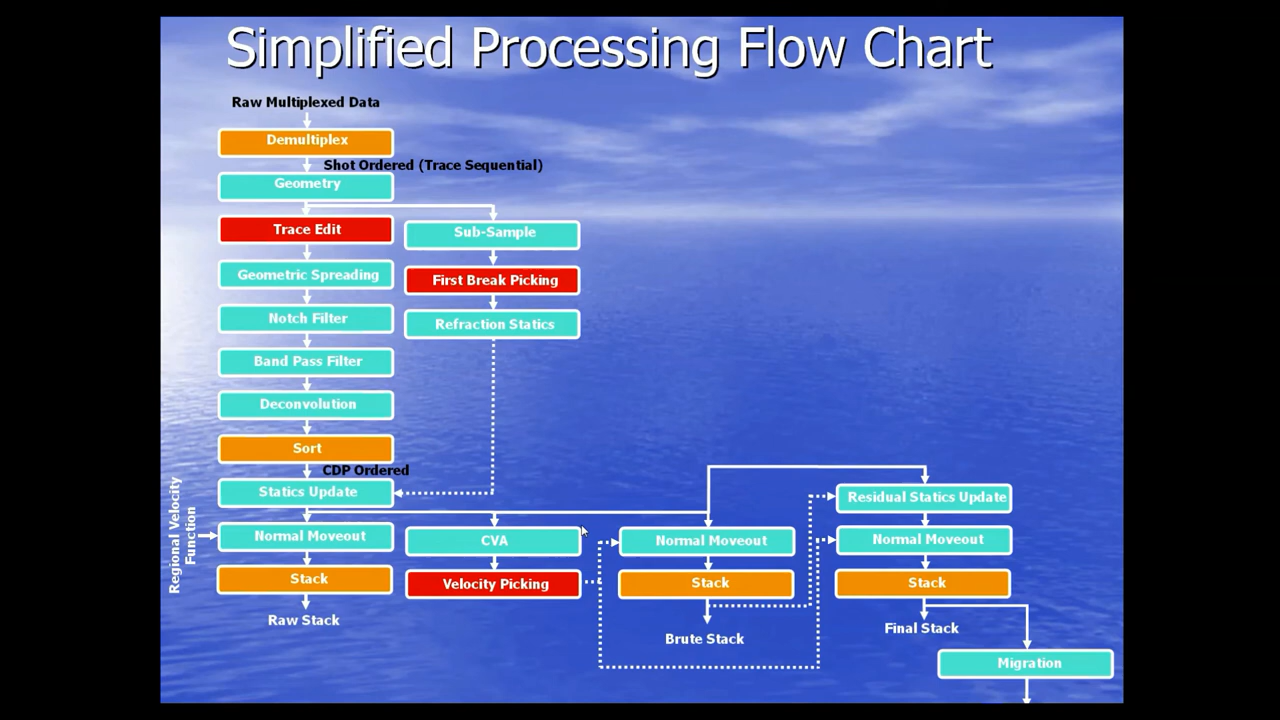 Simplified Processing Flow Chart
Raw Multiplexed Data
Demultiplex
Shot Ordered (Trace Sequential)
Geometry
Trace Edit
Sub-Sample
Geometric Spreading
First Break Picking
Notch Filter
Refraction Statics
Band Pass Filter
Deconvolution
Sort
CDP Ordered
Statics Update
Residual Statics Update
Regional Velocity
Function
Normal Moveout
CVA
Normal Moveout
Normal Moveout
Stack
Velocity Picking
Stack
Stack
Raw Stack
Brute Stack
Final Stack
Migration